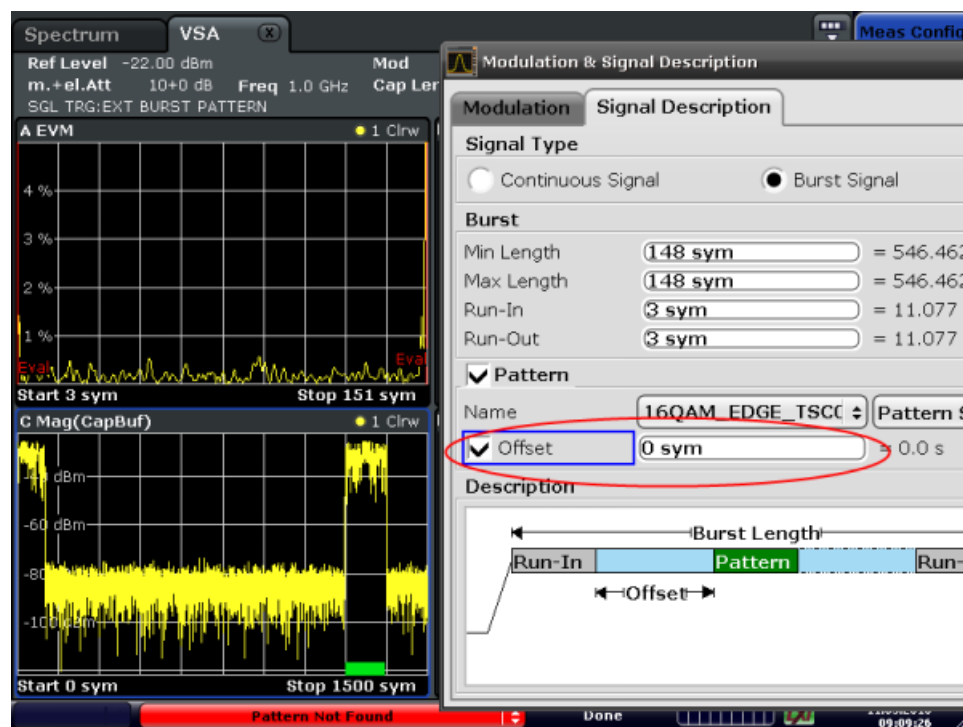 Spectrum VSA X
Meas Config
Ref Level -22.00 dBm Mod
m.+el.Att 10+0 dB Freq 1.0 GHz Cap Ler
SGL TRG:EXT BURST PATTERN
A EVM 1 Clrw
4 %
3 %
2 %
1 %
Eval Eval
Start 3 sym Stop 151 sym
C Mag(CapBuf) 1 Clrw
dBm
-60 dBm
-80
-100 dBm
Start 0 sym Stop 1500 sym
Modulation & Signal Description
Modulation Signal Description
Signal Type
Continuous Signal Burst Signal
Burst
Min Length 148 sym = 546.462
Max Length 148 sym = 546.462
Run-In 3 sym = 11.077
Run-Out 3 sym = 11.077
Pattern
Name 16QAM_EDGE_TSC Pattern S
Offset 0 sym = 0.0 s
Description
Burst Length
Run-In Pattern Run-
Offset
Pattern Not Found Done
09:09:26